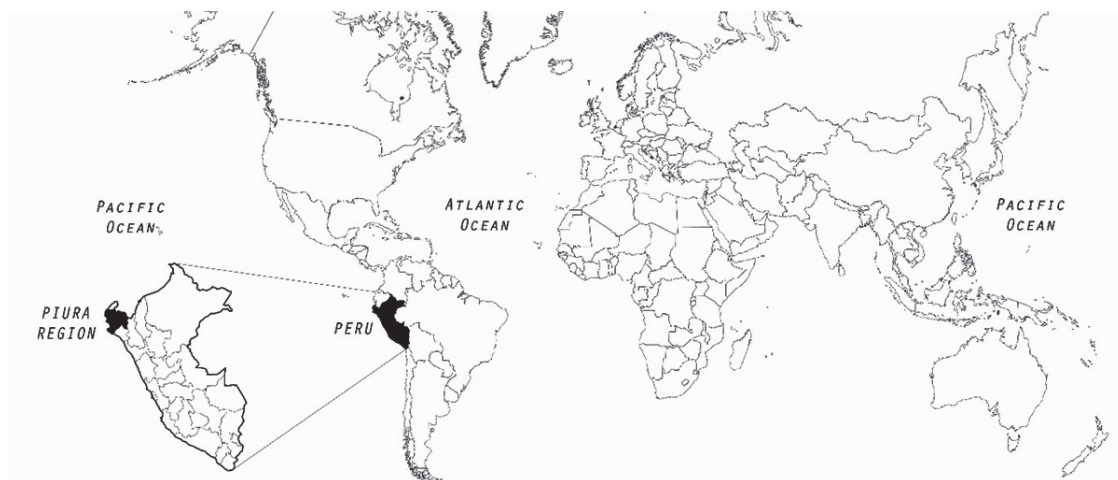 PACIFIC
OCEAN
ATLANTIC
OCEAN
PACIFIC
OCEAN
PIURA
REGION
PERU